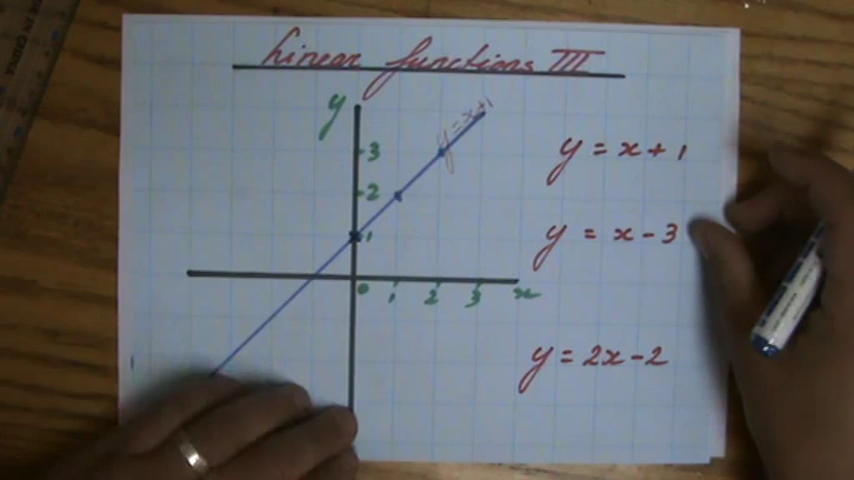 Linear functions III
y
y = x+1
3
2
1
0 1 2 3 x
y = x + 1
y = x - 3
y = 2x - 2